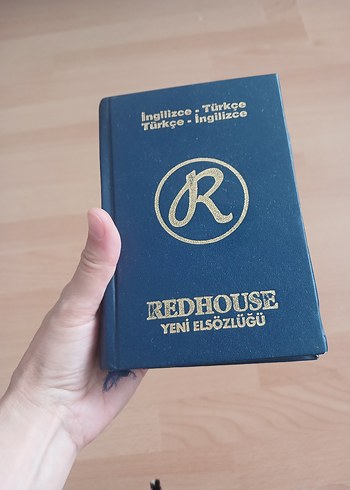 İngilizce - Türkçe
Türkçe - İngilizce
R
REDHOUSE
YENİ ELSÖZLÜĞÜ